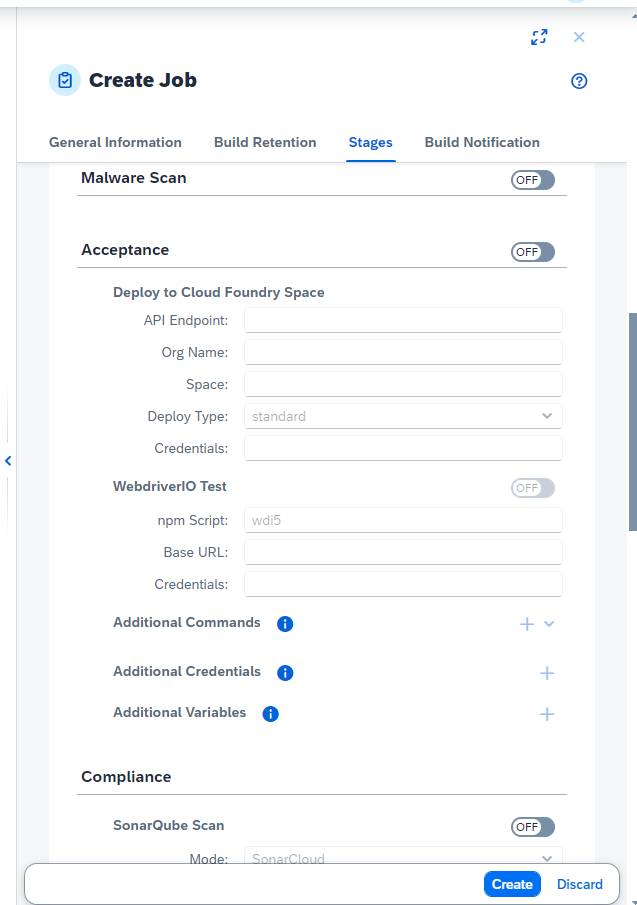 Create Job
General Information Build Retention Stages Build Notification
Malware Scan OFF
Acceptance OFF
Deploy to Cloud Foundry Space
API Endpoint:
Org Name:
Space:
Deploy Type: standard
Credentials:
WebdriverIO Test OFF
npm Script: wdi5
Base URL:
Credentials:
Additional Commands
Additional Credentials
Additional Variables
Compliance
SonarQube Scan OFF
Mode: SonarCloud
Create Discard